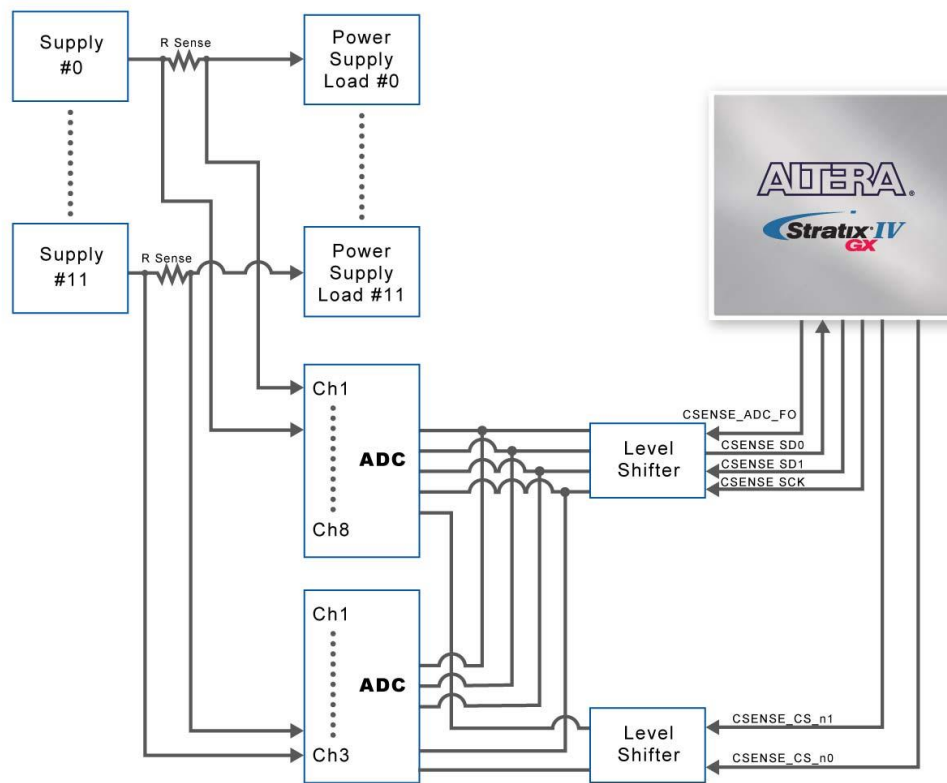 Supply
#0
R Sense
Power
Supply
Load #0
Supply
#11
R Sense
Power
Supply
Load #11
ALTERA®
Stratix® IV
GX
Ch1
ADC
Ch8
Level
Shifter
CSENSE_ADC_FO
CSENSE SD0
CSENSE SD1
CSENSE SCK
Ch1
ADC
Ch3
Level
Shifter
CSENSE_CS_n1
CSENSE_CS_n0